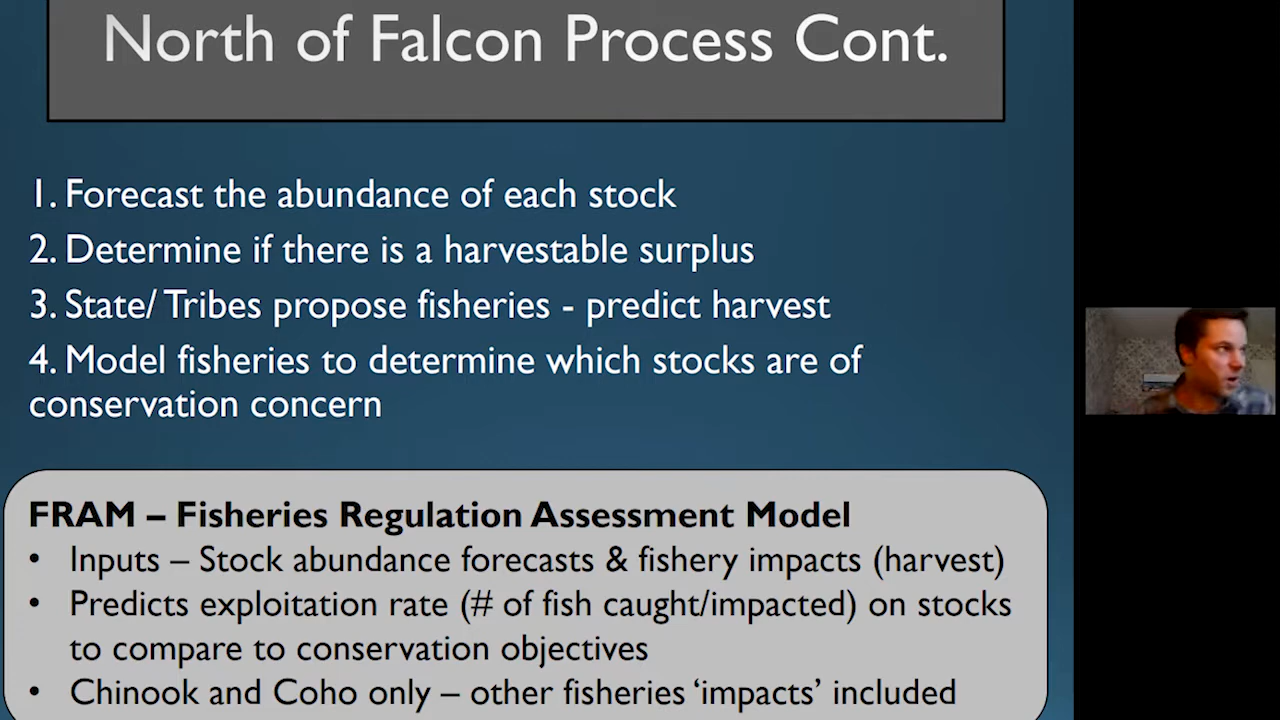 North of Falcon Process Cont.
1. Forecast the abundance of each stock
2. Determine if there is a harvestable surplus
3. State/ Tribes propose fisheries - predict harvest
4. Model fisheries to determine which stocks are of
conservation concern
FRAM – Fisheries Regulation Assessment Model
• Inputs – Stock abundance forecasts & fishery impacts (harvest)
• Predicts exploitation rate (# of fish caught/impacted) on stocks
to compare to conservation objectives
• Chinook and Coho only – other fisheries ‘impacts’ included